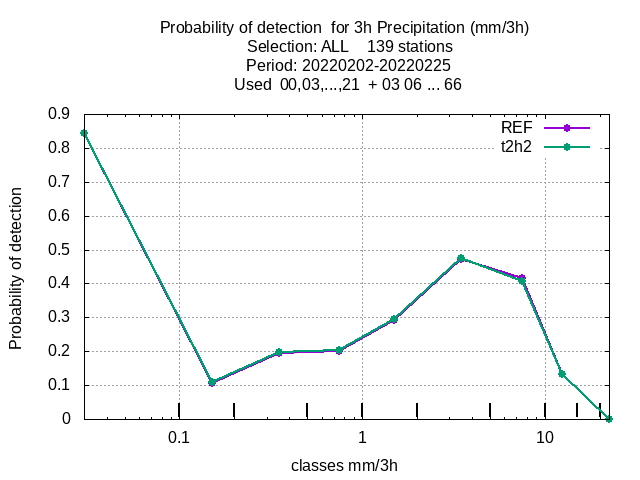 Probability of detection  for 3h Precipitation (mm/3h)
Selection: ALL    139 stations
Period: 20220202-20220225
Used  00,03,...,21  + 03 06 ... 66
REF
t2h2
0.9
0.8
0.7
0.6
0.5
0.4
0.3
0.2
0.1
0
Probability of detection
0.1
1
10
classes mm/3h